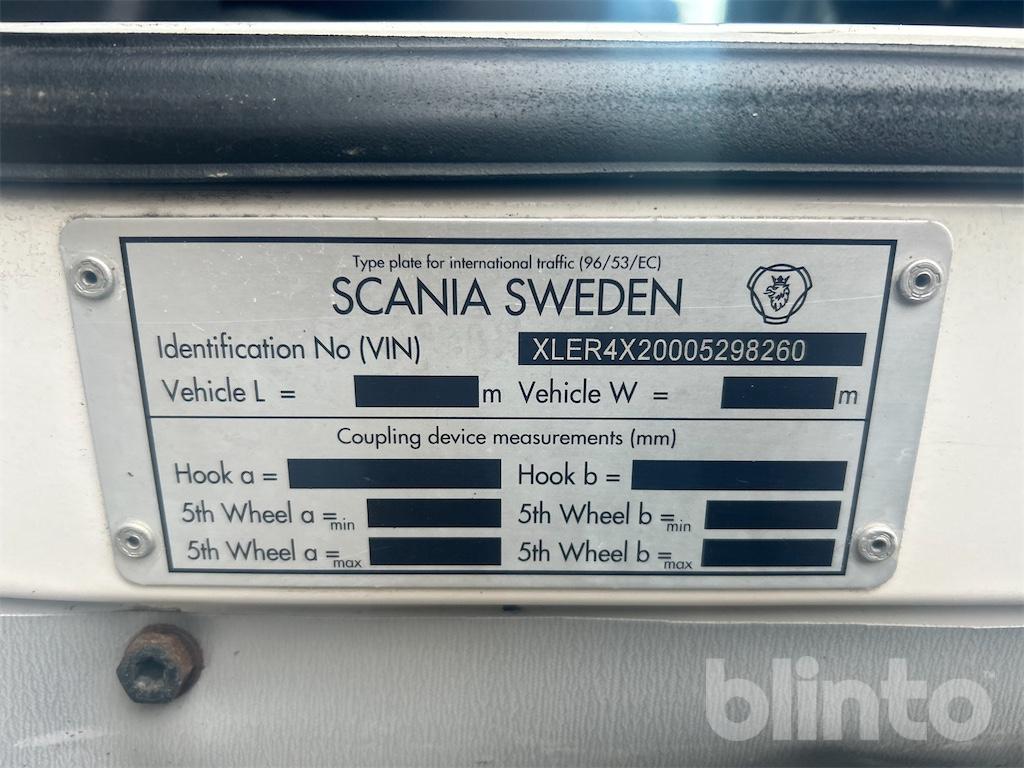 Type plate for international traffic (96/53/EC)
SCANIA SWEDEN
Identification No (VIN) XLER4X20005298260
Vehicle L = m Vehicle W = m
Coupling device measurements (mm)
Hook a = Hook b =
5th Wheel a =min 5th Wheel b =min
5th Wheel a =max 5th Wheel b =max
blinto